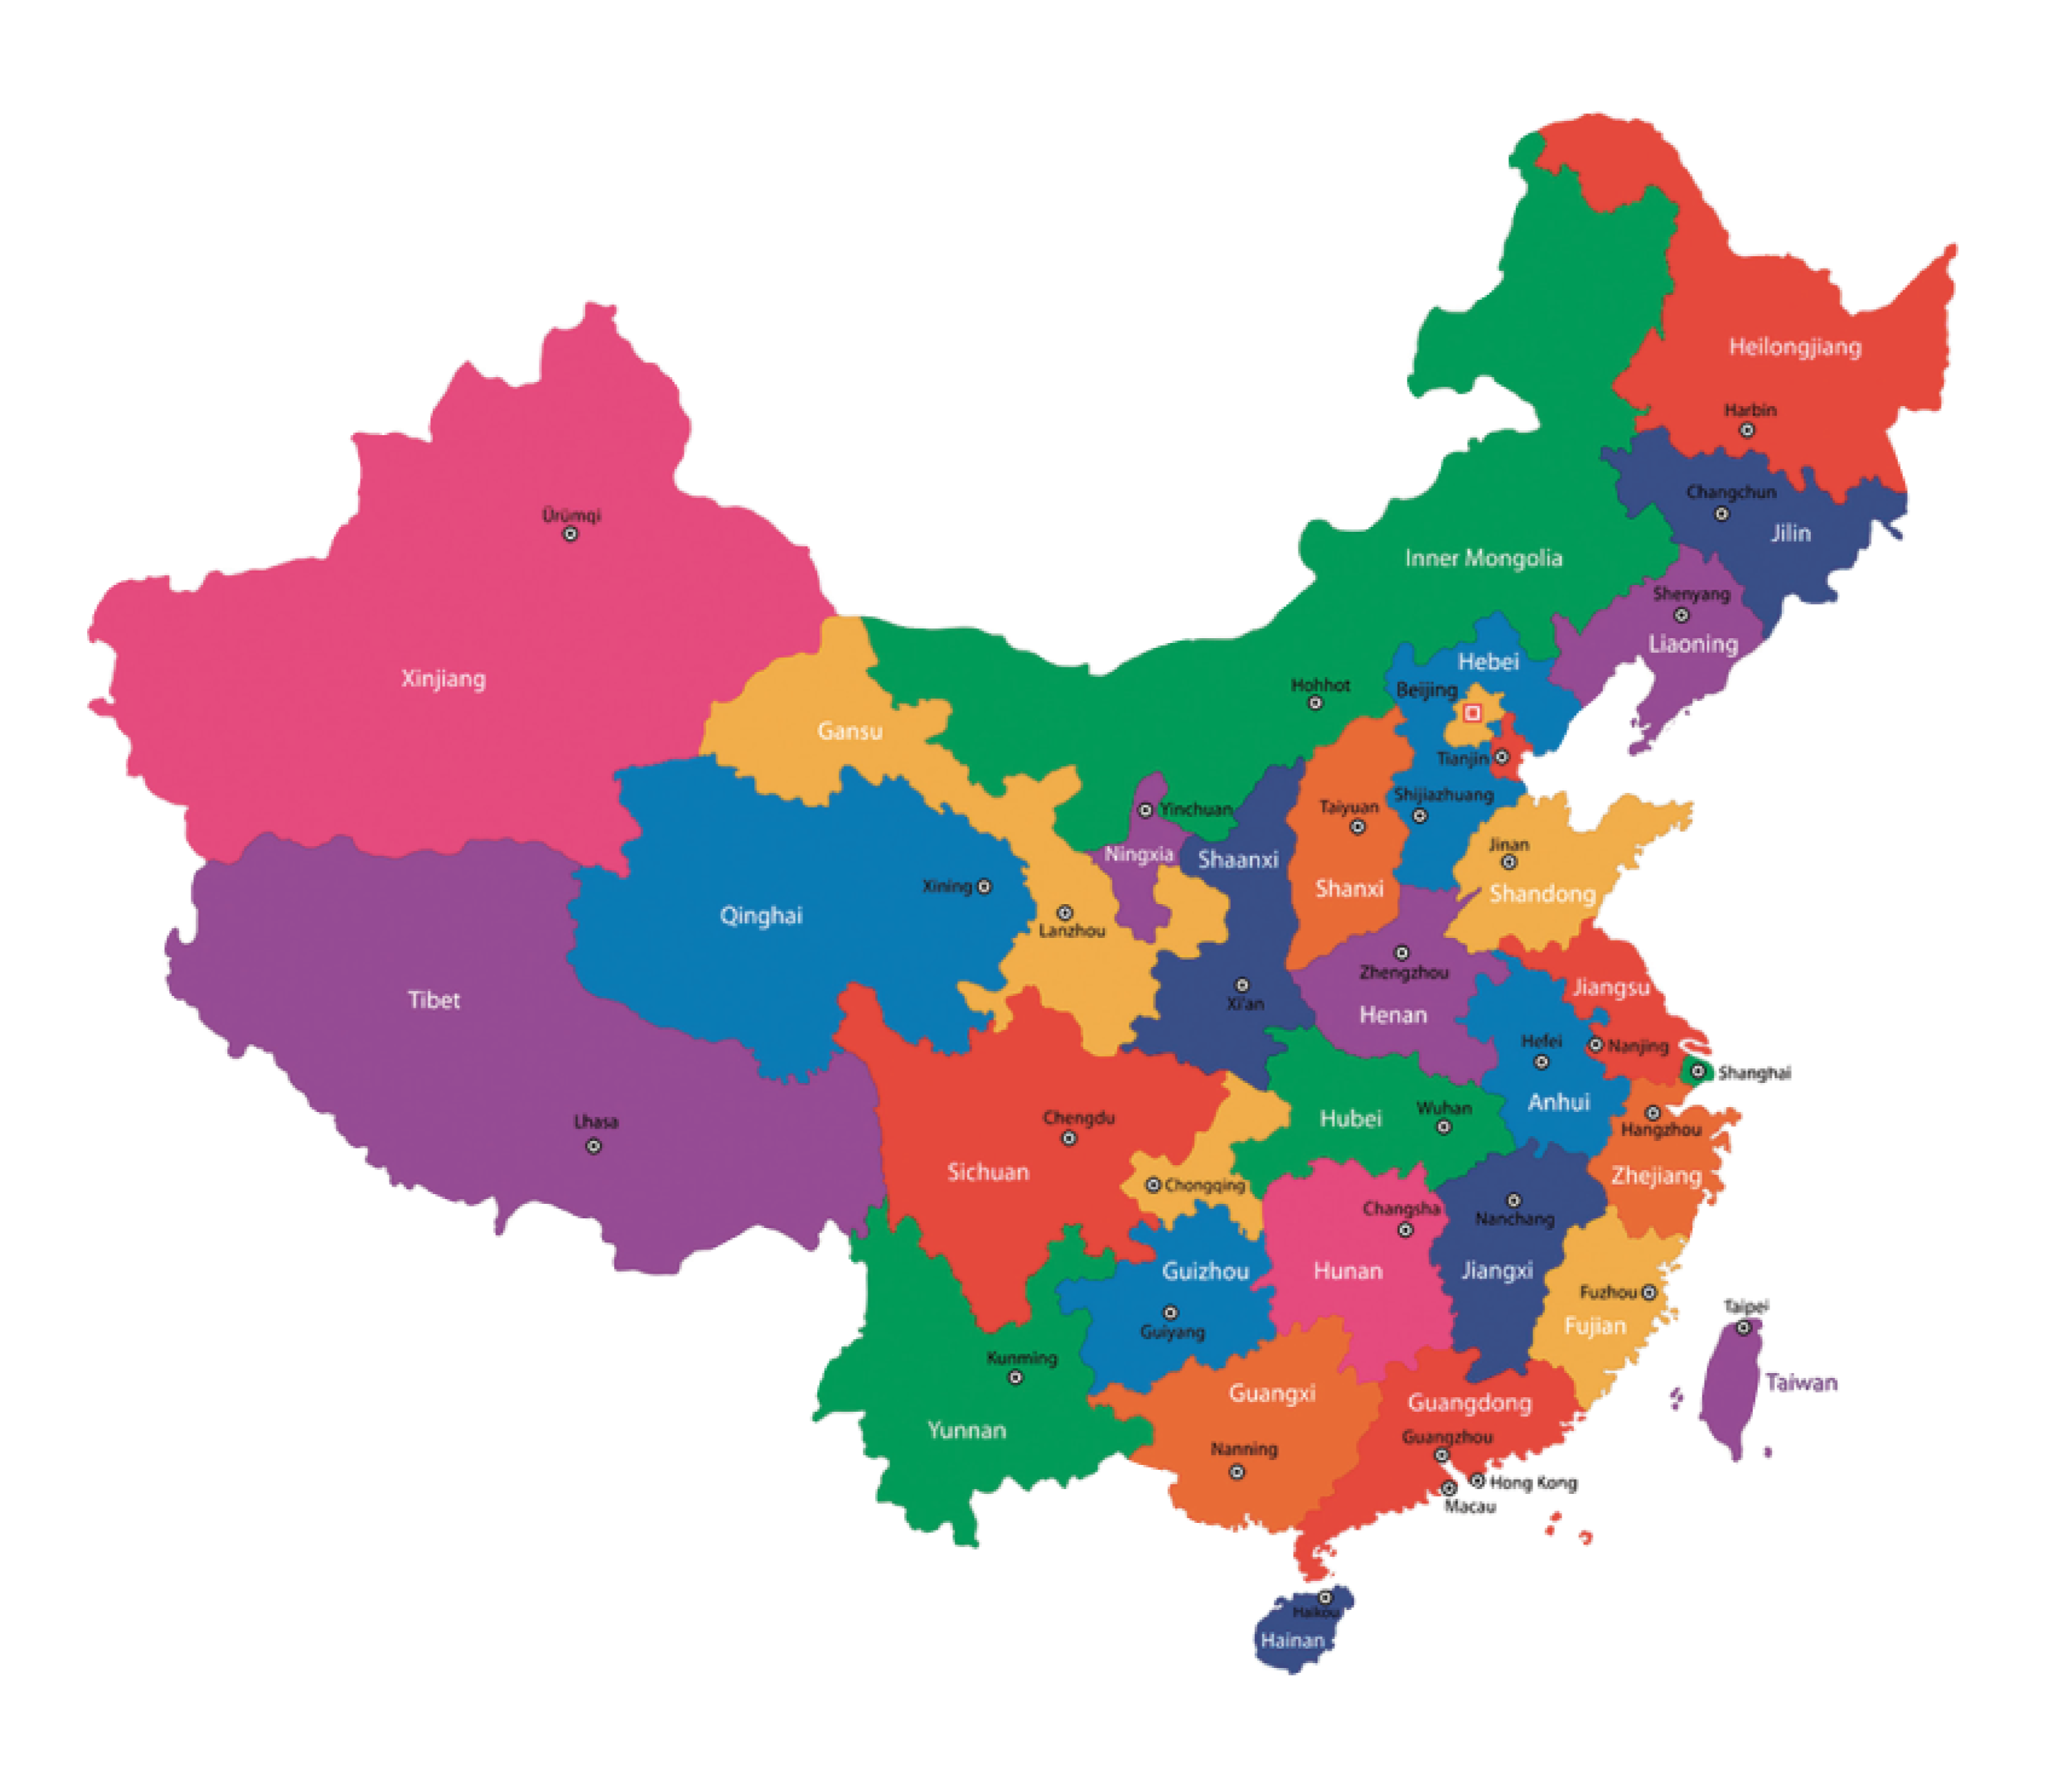 Heilongjiang
Harbin
Changchun
Jilin
Ürümqi
Inner Mongolia
Shenyang
Liaoning
Hebei
Xinjiang
Hohhot
Beijing
Gansu
Tianjin
Shijiazhuang
Yinchuan
Taiyuan
Jinan
Ningxia
Shaanxi
Xining
Shanxi
Shandong
Qinghai
Lanzhou
Zhengzhou
Jiangsu
Tibet
Xi'an
Henan
Hefei
Nanjing
Shanghai
Anhui
Lhasa
Chengdu
Hubei
Wuhan
Hangzhou
Sichuan
Chongqing
Zhejiang
Changsha
Nanchang
Guizhou
Hunan
Jiangxi
Fuzhou
Taipei
Guiyang
Fujian
Kunming
Guangxi
Guangdong
Taiwan
Yunnan
Guangzhou
Nanning
Hong Kong
Macau
Haikou
Hainan